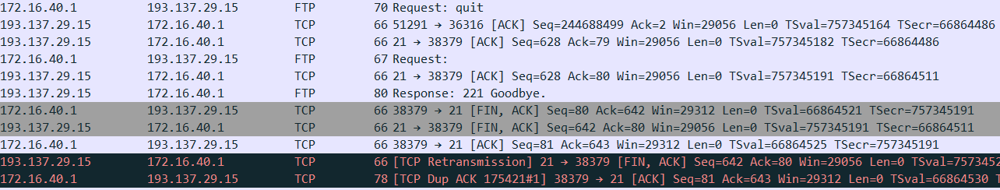 172.16.40.1 193.137.29.15 FTP 70 Request: quit
193.137.29.15 172.16.40.1 TCP 66 51291 → 36316 [ACK] Seq=244688499 Ack=2 Win=29056 Len=0 TSval=757345164 TSecr=66864486
193.137.29.15 172.16.40.1 TCP 66 21 → 38379 [ACK] Seq=628 Ack=79 Win=29056 Len=0 TSval=757345182 TSecr=66864486
172.16.40.1 193.137.29.15 FTP 67 Request:
193.137.29.15 172.16.40.1 TCP 66 21 → 38379 [ACK] Seq=628 Ack=80 Win=29056 Len=0 TSval=757345191 TSecr=66864511
193.137.29.15 172.16.40.1 FTP 80 Response: 221 Goodbye.
172.16.40.1 193.137.29.15 TCP 66 38379 → 21 [FIN, ACK] Seq=80 Ack=642 Win=29312 Len=0 TSval=66864521 TSecr=757345191
193.137.29.15 172.16.40.1 TCP 66 21 → 38379 [FIN, ACK] Seq=642 Ack=80 Win=29056 Len=0 TSval=757345191 TSecr=66864511
172.16.40.1 193.137.29.15 TCP 66 38379 → 21 [ACK] Seq=81 Ack=643 Win=29312 Len=0 TSval=66864525 TSecr=757345191
193.137.29.15 172.16.40.1 TCP 66 [TCP Retransmission] 21 → 38379 [FIN, ACK] Seq=642 Ack=80 Win=29056 Len=0 TSval=7573452
172.16.40.1 193.137.29.15 TCP 78 [TCP Dup ACK 175421#1] 38379 → 21 [ACK] Seq=81 Ack=643 Win=29312 Len=0 TSval=66864530